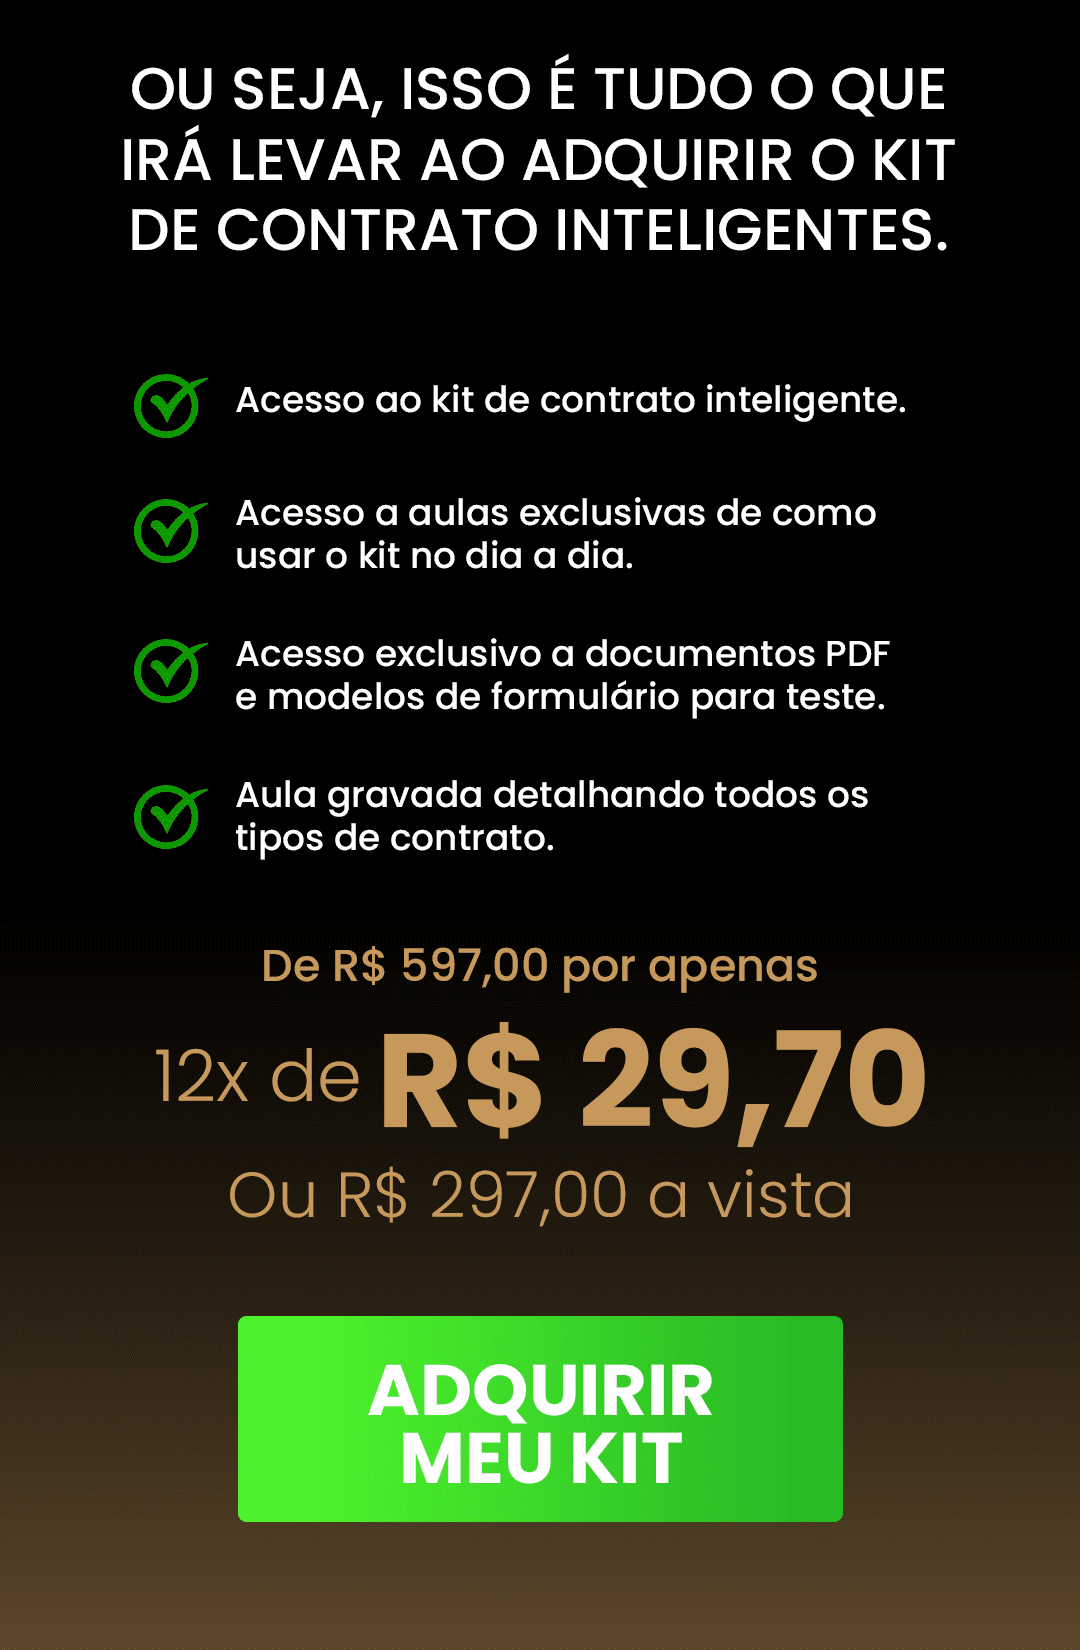 OU SEJA, ISSO É TUDO O QUE
IRÁ LEVAR AO ADQUIRIR O KIT
DE CONTRATO INTELIGENTES.
Acesso ao kit de contrato inteligente.
Acesso a aulas exclusivas de como
usar o kit no dia a dia.
Acesso exclusivo a documentos PDF
e modelos de formulário para teste.
Aula gravada detalhando todos os
tipos de contrato.
De R$ 597,00 por apenas
12x de R$ 29,70
Ou R$ 297,00 a vista
ADQUIRIR
MEU KIT